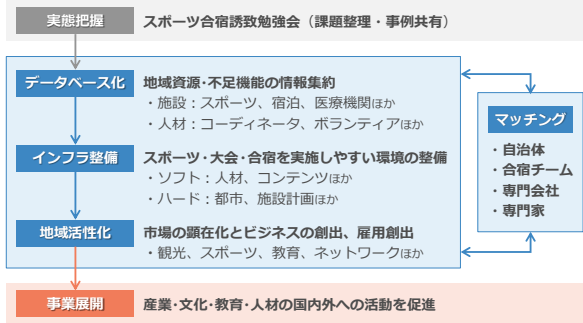 実態把握 スポーツ合宿誘致勉強会（課題整理・事例共有）
データベース化 地域資源・不足機能の情報集約
・施設：スポーツ、宿泊、医療機関ほか
・人材：コーディネータ、ボランティアほか
インフラ整備 スポーツ・大会・合宿を実施しやすい環境の整備
・ソフト：人材、コンテンツほか
・ハード：都市、施設計画ほか
地域活性化 市場の顕在化とビジネスの創出、雇用創出
・観光、スポーツ、教育、ネットワークほか
マッチング
・自治体
・合宿チーム
・専門会社
・専門家
事業展開 産業・文化・教育・人材の国内外への活動を促進